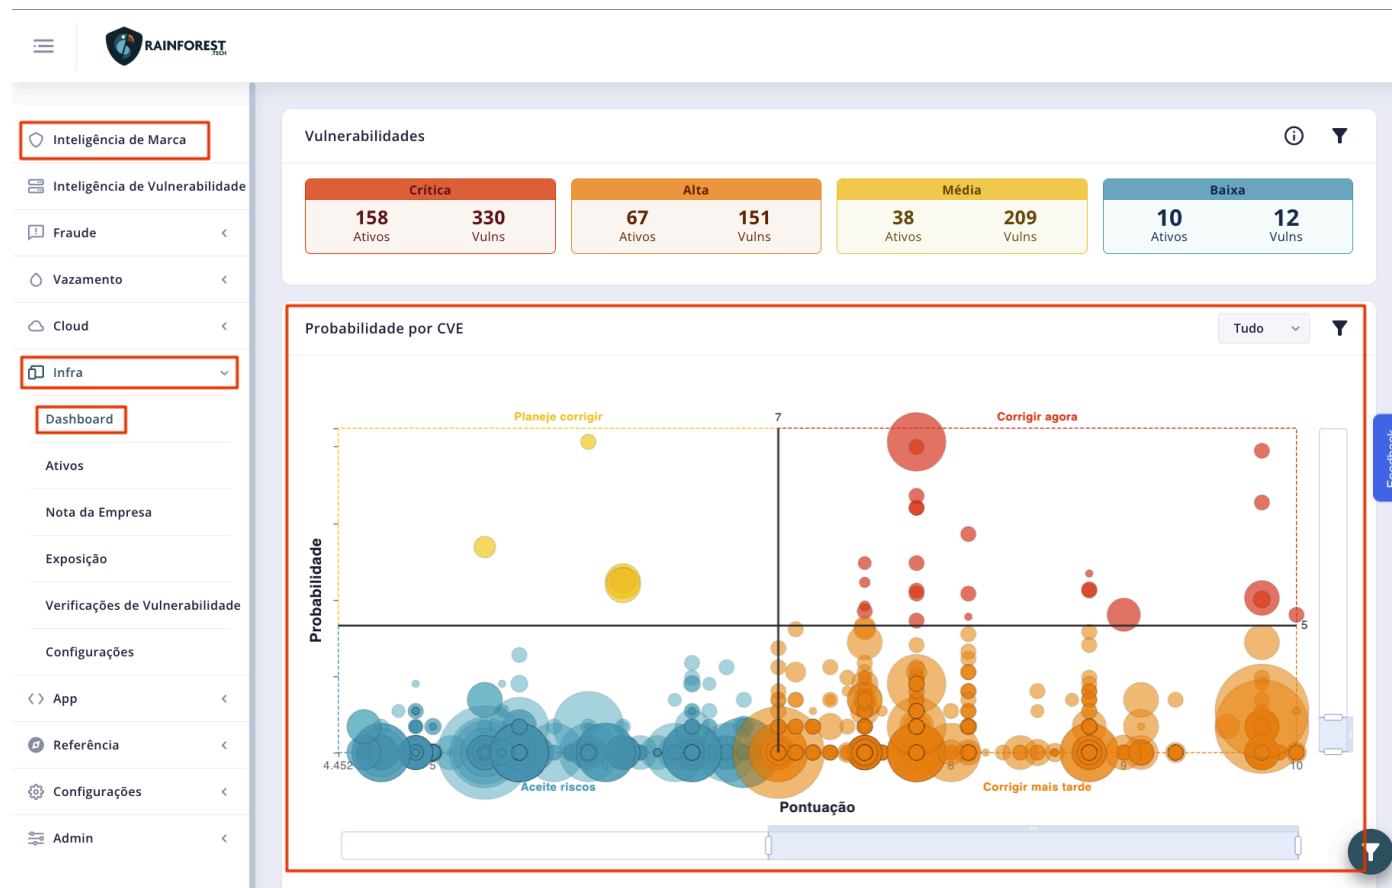 RAINFOREST
.TECH
Inteligência de Marca
Inteligência de Vulnerabilidade
Fraude
Vazamento
Cloud
Infra
Dashboard
Ativos
Nota da Empresa
Exposição
Verificações de Vulnerabilidade
Configurações
App
Referência
Configurações
Admin
Vulnerabilidades
Crítica
158 330
Ativos Vulns
Alta
67 151
Ativos Vulns
Média
38 209
Ativos Vulns
Baixa
10 12
Ativos Vulns
Probabilidade por CVE
Tudo
Planeje corrigir
7
Corrigir agora
Probabilidade
5
4.452 5 8 9 10
Aceite riscos
Corrigir mais tarde
Pontuação
Feedback